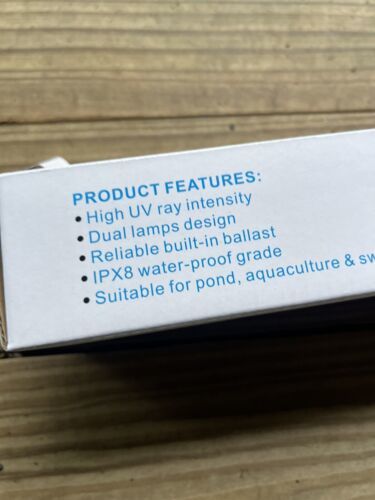 PRODUCT FEATURES:
• High UV ray intensity
• Dual lamps design
• Reliable built-in ballast
• IPX8 water-proof grade
• Suitable for pond, aquaculture & sw